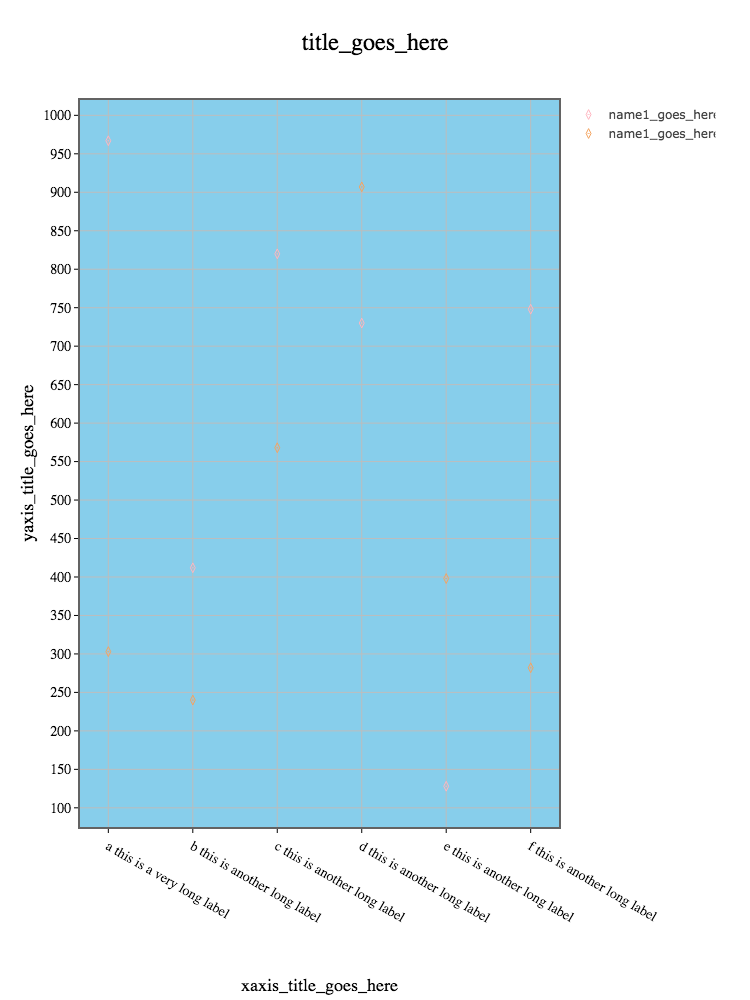 title_goes_here
name1_goes_here
name1_goes_here
1000
950
900
850
800
750
700
650
600
550
500
450
400
350
300
250
200
150
100
yaxis_title_goes_here
a this is a very long label
b this is another long label
c this is another long label
d this is another long label
e this is another long label
f this is another long label
xaxis_title_goes_here